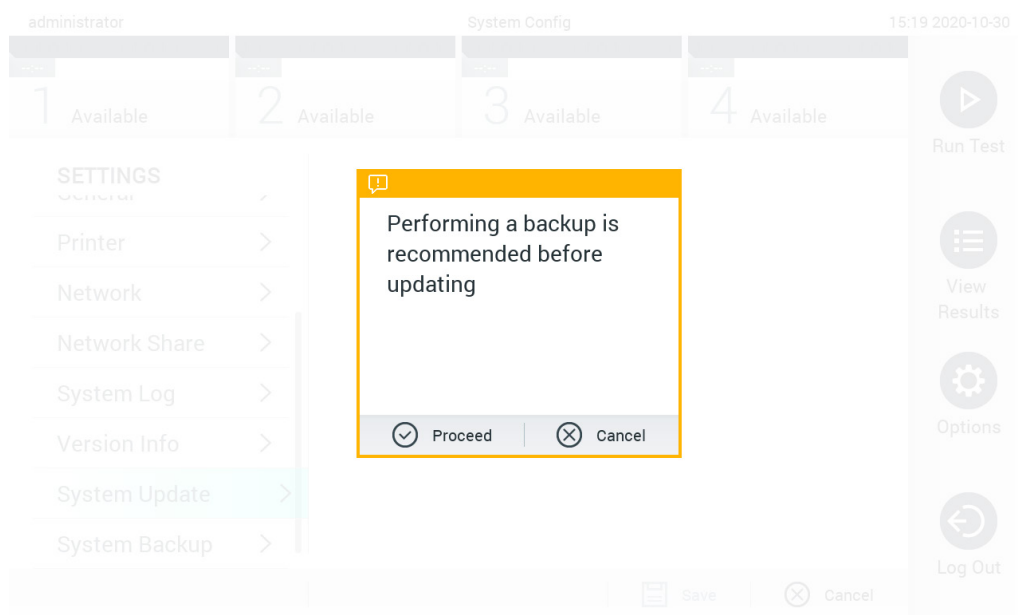 administrator
System Config
15:19 2020-10-30
--:--
--:--
--:--
--:--
1 Available
2 Available
3 Available
4 Available
Run Test
SETTINGS
General
Printer
Network
Network Share
System Log
Version Info
System Update
System Backup
Performing a backup is
recommended before
updating
Proceed
Cancel
View
Results
Options
Log Out
Save
Cancel